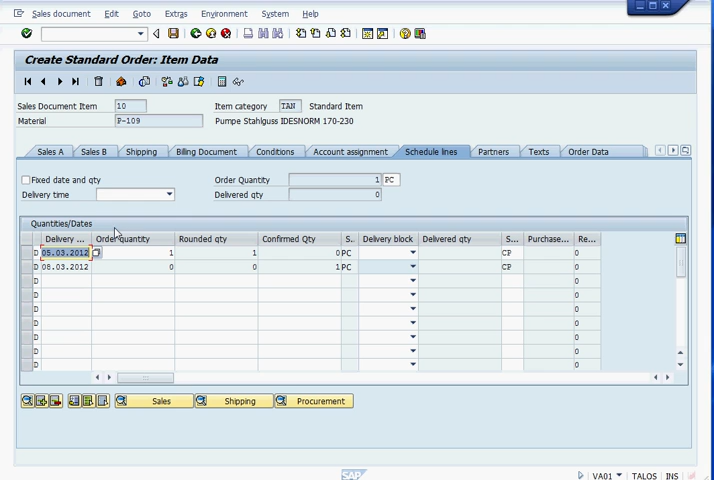 Sales document Edit Goto Extras Environment System Help
Create Standard Order: Item Data
Sales Document Item 10 Item category TAN Standard Item
Material P-109 Pumpe Stahlguss IDESNORM 170-230
Sales A Sales B Shipping Billing Document Conditions Account assignment Schedule lines Partners Texts Order Data
Fixed date and qty Order Quantity 1 PC
Delivery time Delivered qty 0
Quantities/Dates
Delivery ... Order quantity Rounded qty Confirmed Qty S.. Delivery block Delivered qty S... Purchase... Re...
D 05.03.2012 1 1 0 PC CP 0
D 08.03.2012 0 0 1 PC CP 0
D 0
D 0
D 0
D 0
D 0
D 0
D 0
Sales Shipping Procurement
SAP VA01 TALOS INS